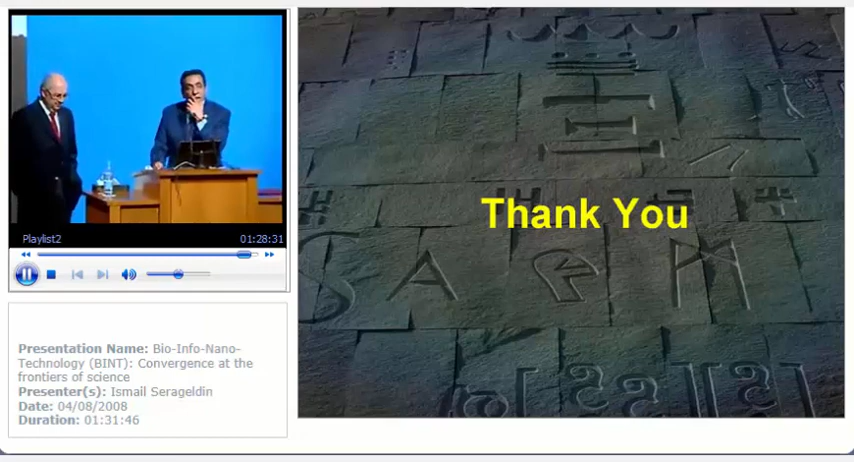 Thank You
Playlist2
01:28:31
Presentation Name: Bio-Info-Nano-
Technology (BINT): Convergence at the
frontiers of science
Presenter(s): Ismail Serageldin
Date: 04/08/2008
Duration: 01:31:46